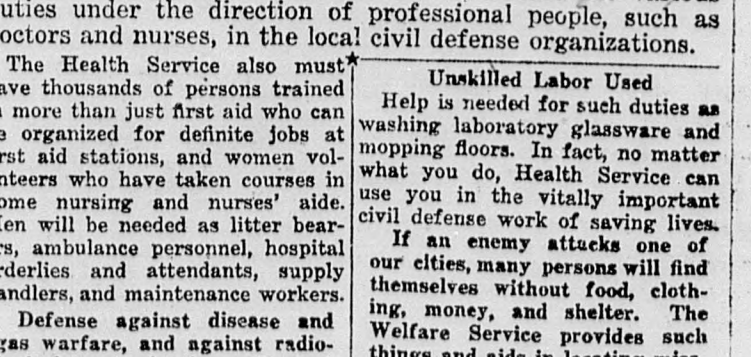 uties under the direction of professional people, such as
octors and nurses, in the local civil defense organizations.
The Health Service also must
ave thousands of persons trained
more than just first aid who can
e organized for definite jobs at
rst aid stations, and women vol-
nteers who have taken courses in
ome nursing and nurses' aide.
en will be needed as litter bear-
rs, ambulance personnel, hospital
rderlies and attendants, supply
andlers, and maintenance workers.
Defense against disease and
gas warfare, and against radio-
Unskilled Labor Used
Help is needed for such duties as
washing laboratory glassware and
mopping floors. In fact, no matter
what you do, Health Service can
use you in the vitally important
civil defense work of saving lives.
If an enemy attacks one of
our cities, many persons will find
themselves without food, cloth-
ing, money, and shelter. The
Welfare Service provides such
things and aids in locating